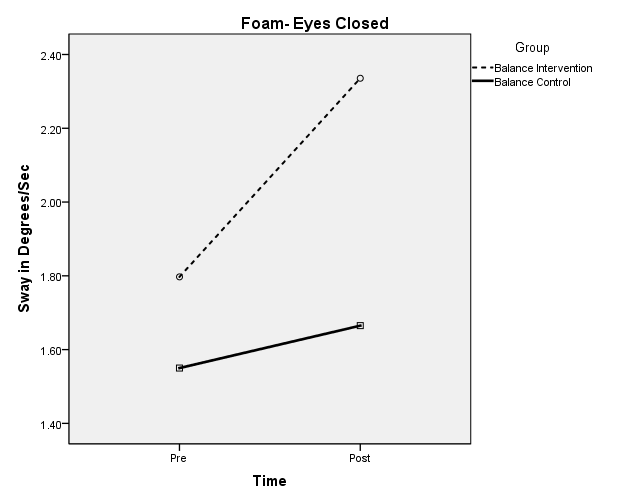 Foam- Eyes Closed
Group
Balance Intervention
Balance Control
Sway in Degrees/Sec
2.40
2.20
2.00
1.80
1.60
1.40
Pre
Post
Time